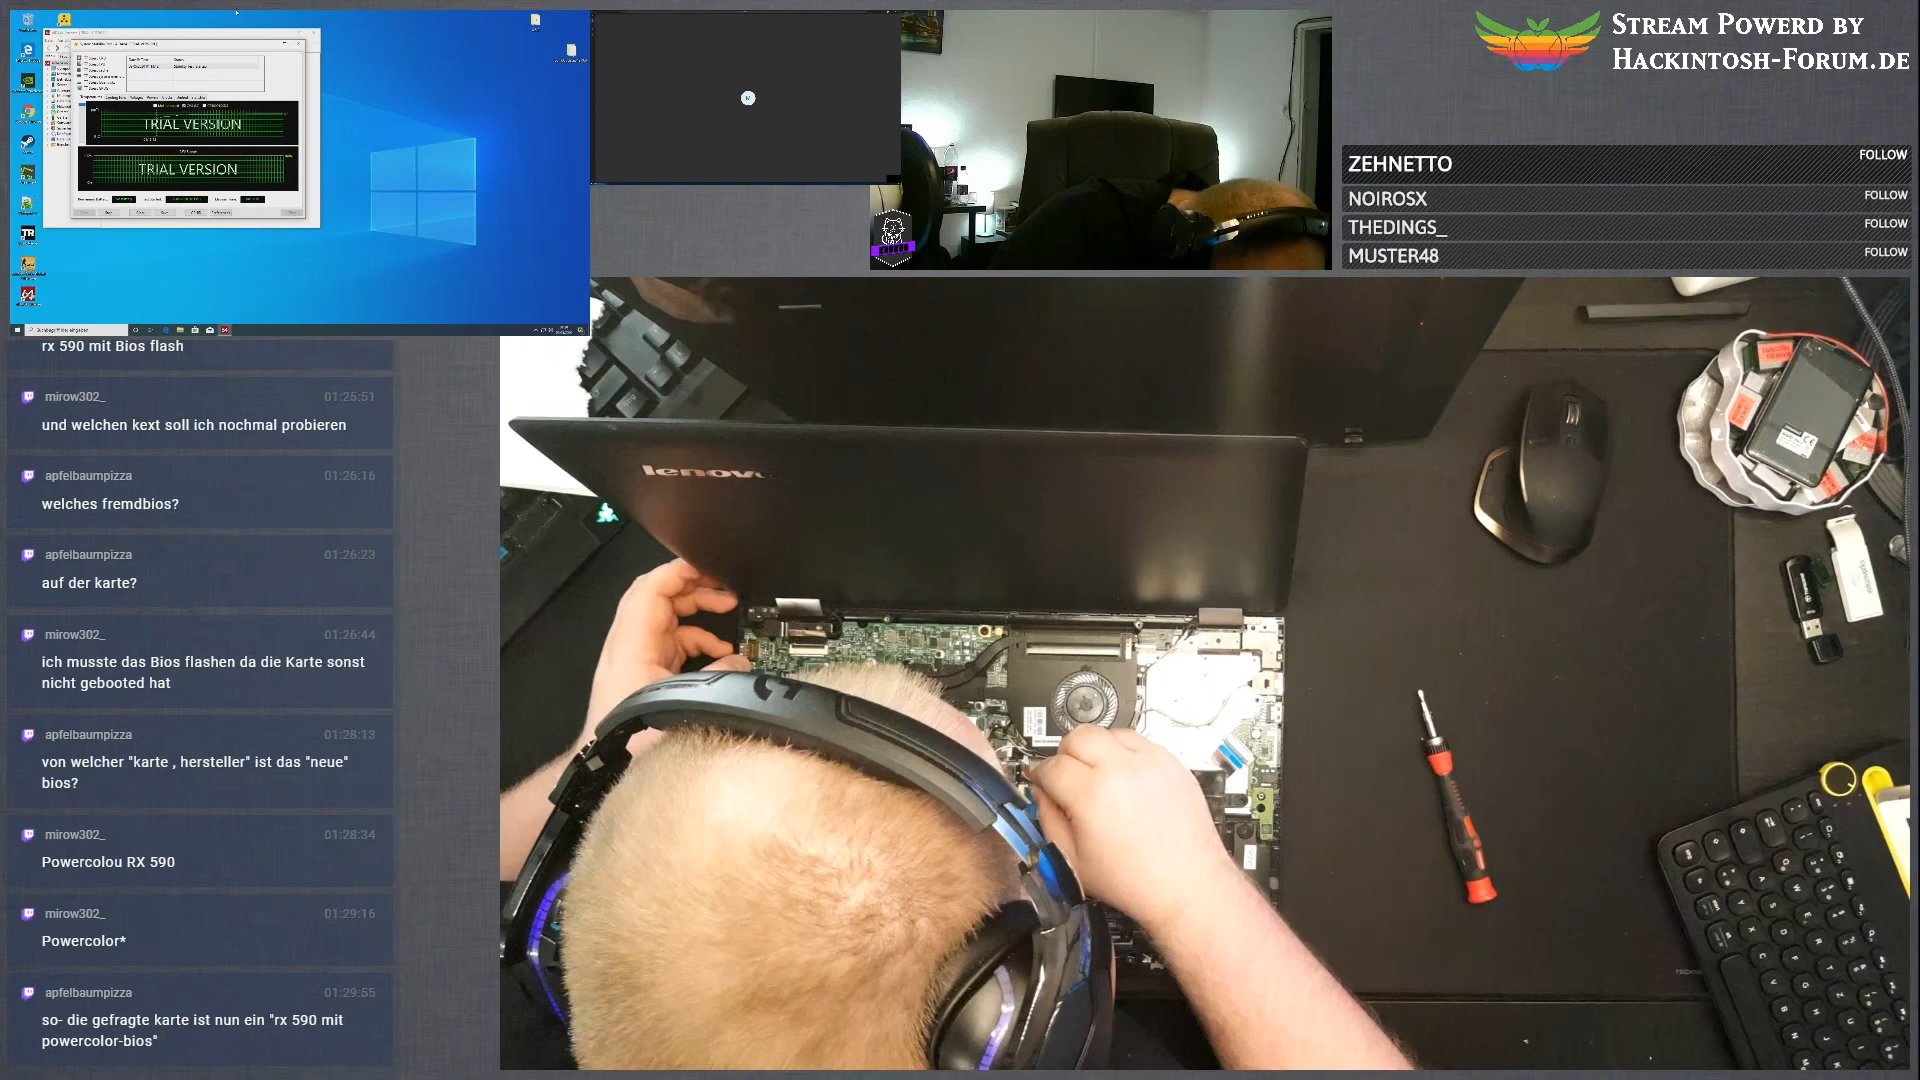 TRIAL VERSION
TRIAL VERSION
Suchbegriff hier eingeben
M
STREAM POWERD BY
HACKINTOSH-FORUM.DE
ZEHNETTO
FOLLOW
NOIROSX
FOLLOW
THEDINGS_
FOLLOW
MUSTER48
FOLLOW
rx 590 mit Bios flash
mirow302_
01:25:51
und welchen kext soll ich nochmal probieren
apfelbaumpizza
01:26:16
welches fremdbios?
apfelbaumpizza
01:26:23
auf der karte?
mirow302_
01:26:44
ich musste das Bios flashen da die Karte sonst
nicht gebooted hat
apfelbaumpizza
01:28:13
von welcher "karte , hersteller" ist das "neue"
bios?
mirow302_
01:28:34
Powercolou RX 590
mirow302_
01:29:16
Powercolor*
apfelbaumpizza
01:29:55
so- die gefragte karte ist nun ein "rx 590 mit
powercolor-bios"
lenovo